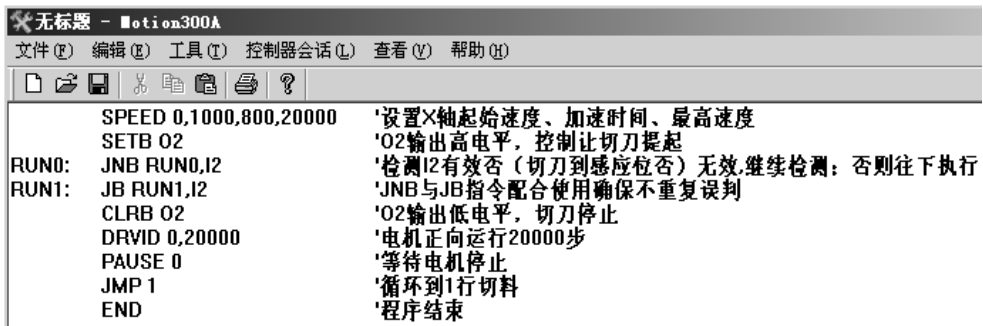 无标题 - Motion300A
文件(F) 编辑(E) 工具(T) 控制器会话(L) 查看(V) 帮助(H)
SPEED 0,1000,800,20000 '设置X轴起始速度、加速时间、最高速度
SETB O2 'O2输出高电平，控制让切刀提起
RUN0: JNB RUN0,I2 '检测I2有效否（切刀到感应位否）无效,继续检测；否则往下执行
RUN1: JB RUN1,I2 'JNB与JB指令配合使用确保不重复误判
CLRB O2 'O2输出低电平，切刀停止
DRVID 0,20000 '电机正向运行20000步
PAUSE 0 '等待电机停止
JMP 1 '循环到1行切料
END '程序结束